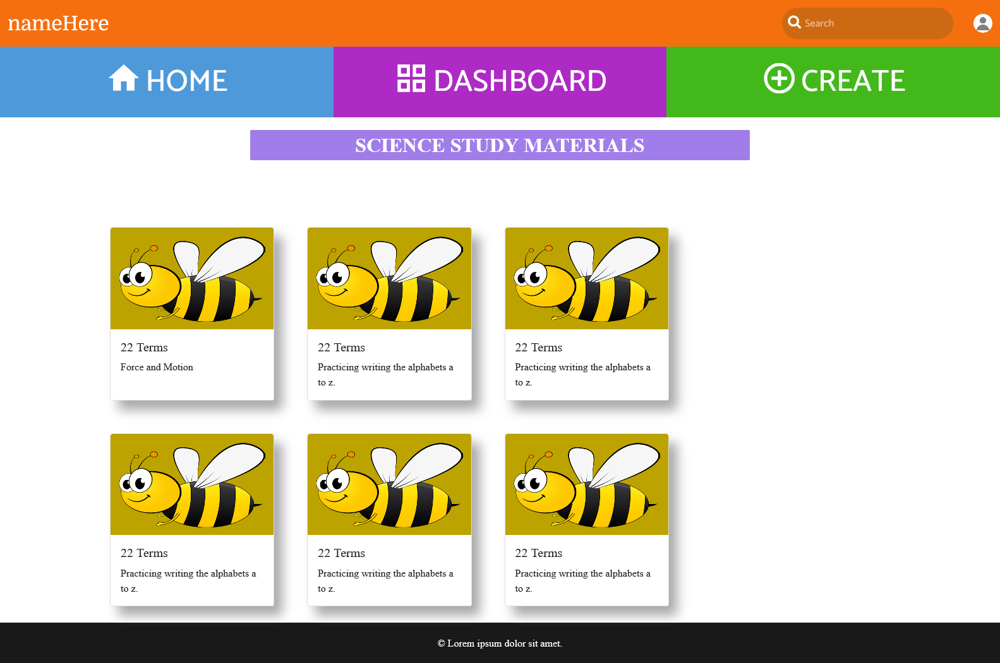 nameHere
Search
HOME
DASHBOARD
CREATE
SCIENCE STUDY MATERIALS
22 Terms
Force and Motion
22 Terms
Practicing writing the alphabets a
to z.
22 Terms
Practicing writing the alphabets a
to z.
22 Terms
Practicing writing the alphabets a
to z.
22 Terms
Practicing writing the alphabets a
to z.
22 Terms
Practicing writing the alphabets a
to z.
© Lorem ipsum dolor sit amet.